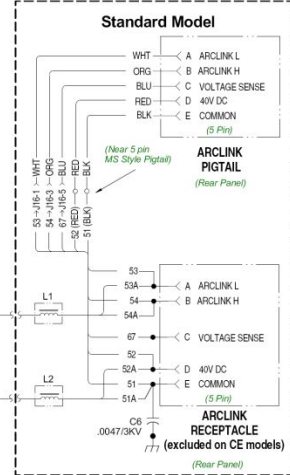 Standard Model
WHT A ARCLINK L
ORG B ARCLINK H
BLU C VOLTAGE SENSE
RED D 40V DC
BLK E COMMON
(5 Pin)
(Near 5 pin
MS Style Pigtail)
ARCLINK
PIGTAIL
(Rear Panel)
53 → J16-1 WHT
54 → J16-3 ORG
67 → J16-5 BLU
52 (RED) RED
51 (BLK) BLK
53
53A A ARCLINK L
L1
54 B ARCLINK H
54A
67 C VOLTAGE SENSE
52
52A D 40V DC
L2
51 E COMMON
51A (5 Pin)
C6
.0047/3KV
ARCLINK
RECEPTACLE
(excluded on CE models)
(Rear Panel)